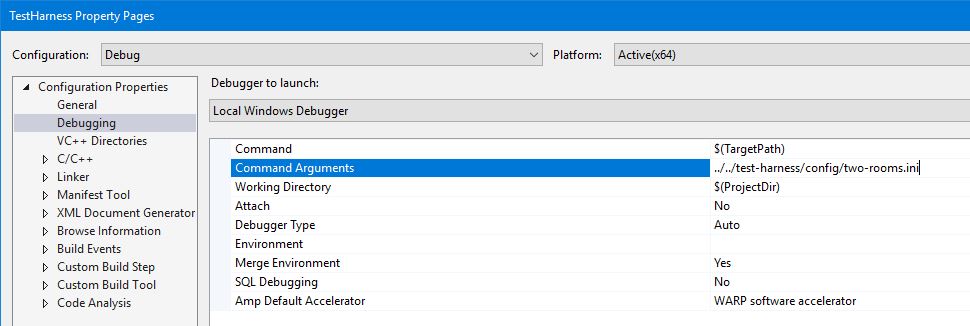 TestHarness Property Pages
Configuration: Debug Platform: Active(x64)
Configuration Properties
General
Debugging
VC++ Directories
C/C++
Linker
Manifest Tool
XML Document Generator
Browse Information
Build Events
Custom Build Step
Custom Build Tool
Code Analysis
Debugger to launch:
Local Windows Debugger
Command $(TargetPath)
Command Arguments ../../test-harness/config/two-rooms.ini
Working Directory $(ProjectDir)
Attach No
Debugger Type Auto
Environment
Merge Environment Yes
SQL Debugging No
Amp Default Accelerator WARP software accelerator